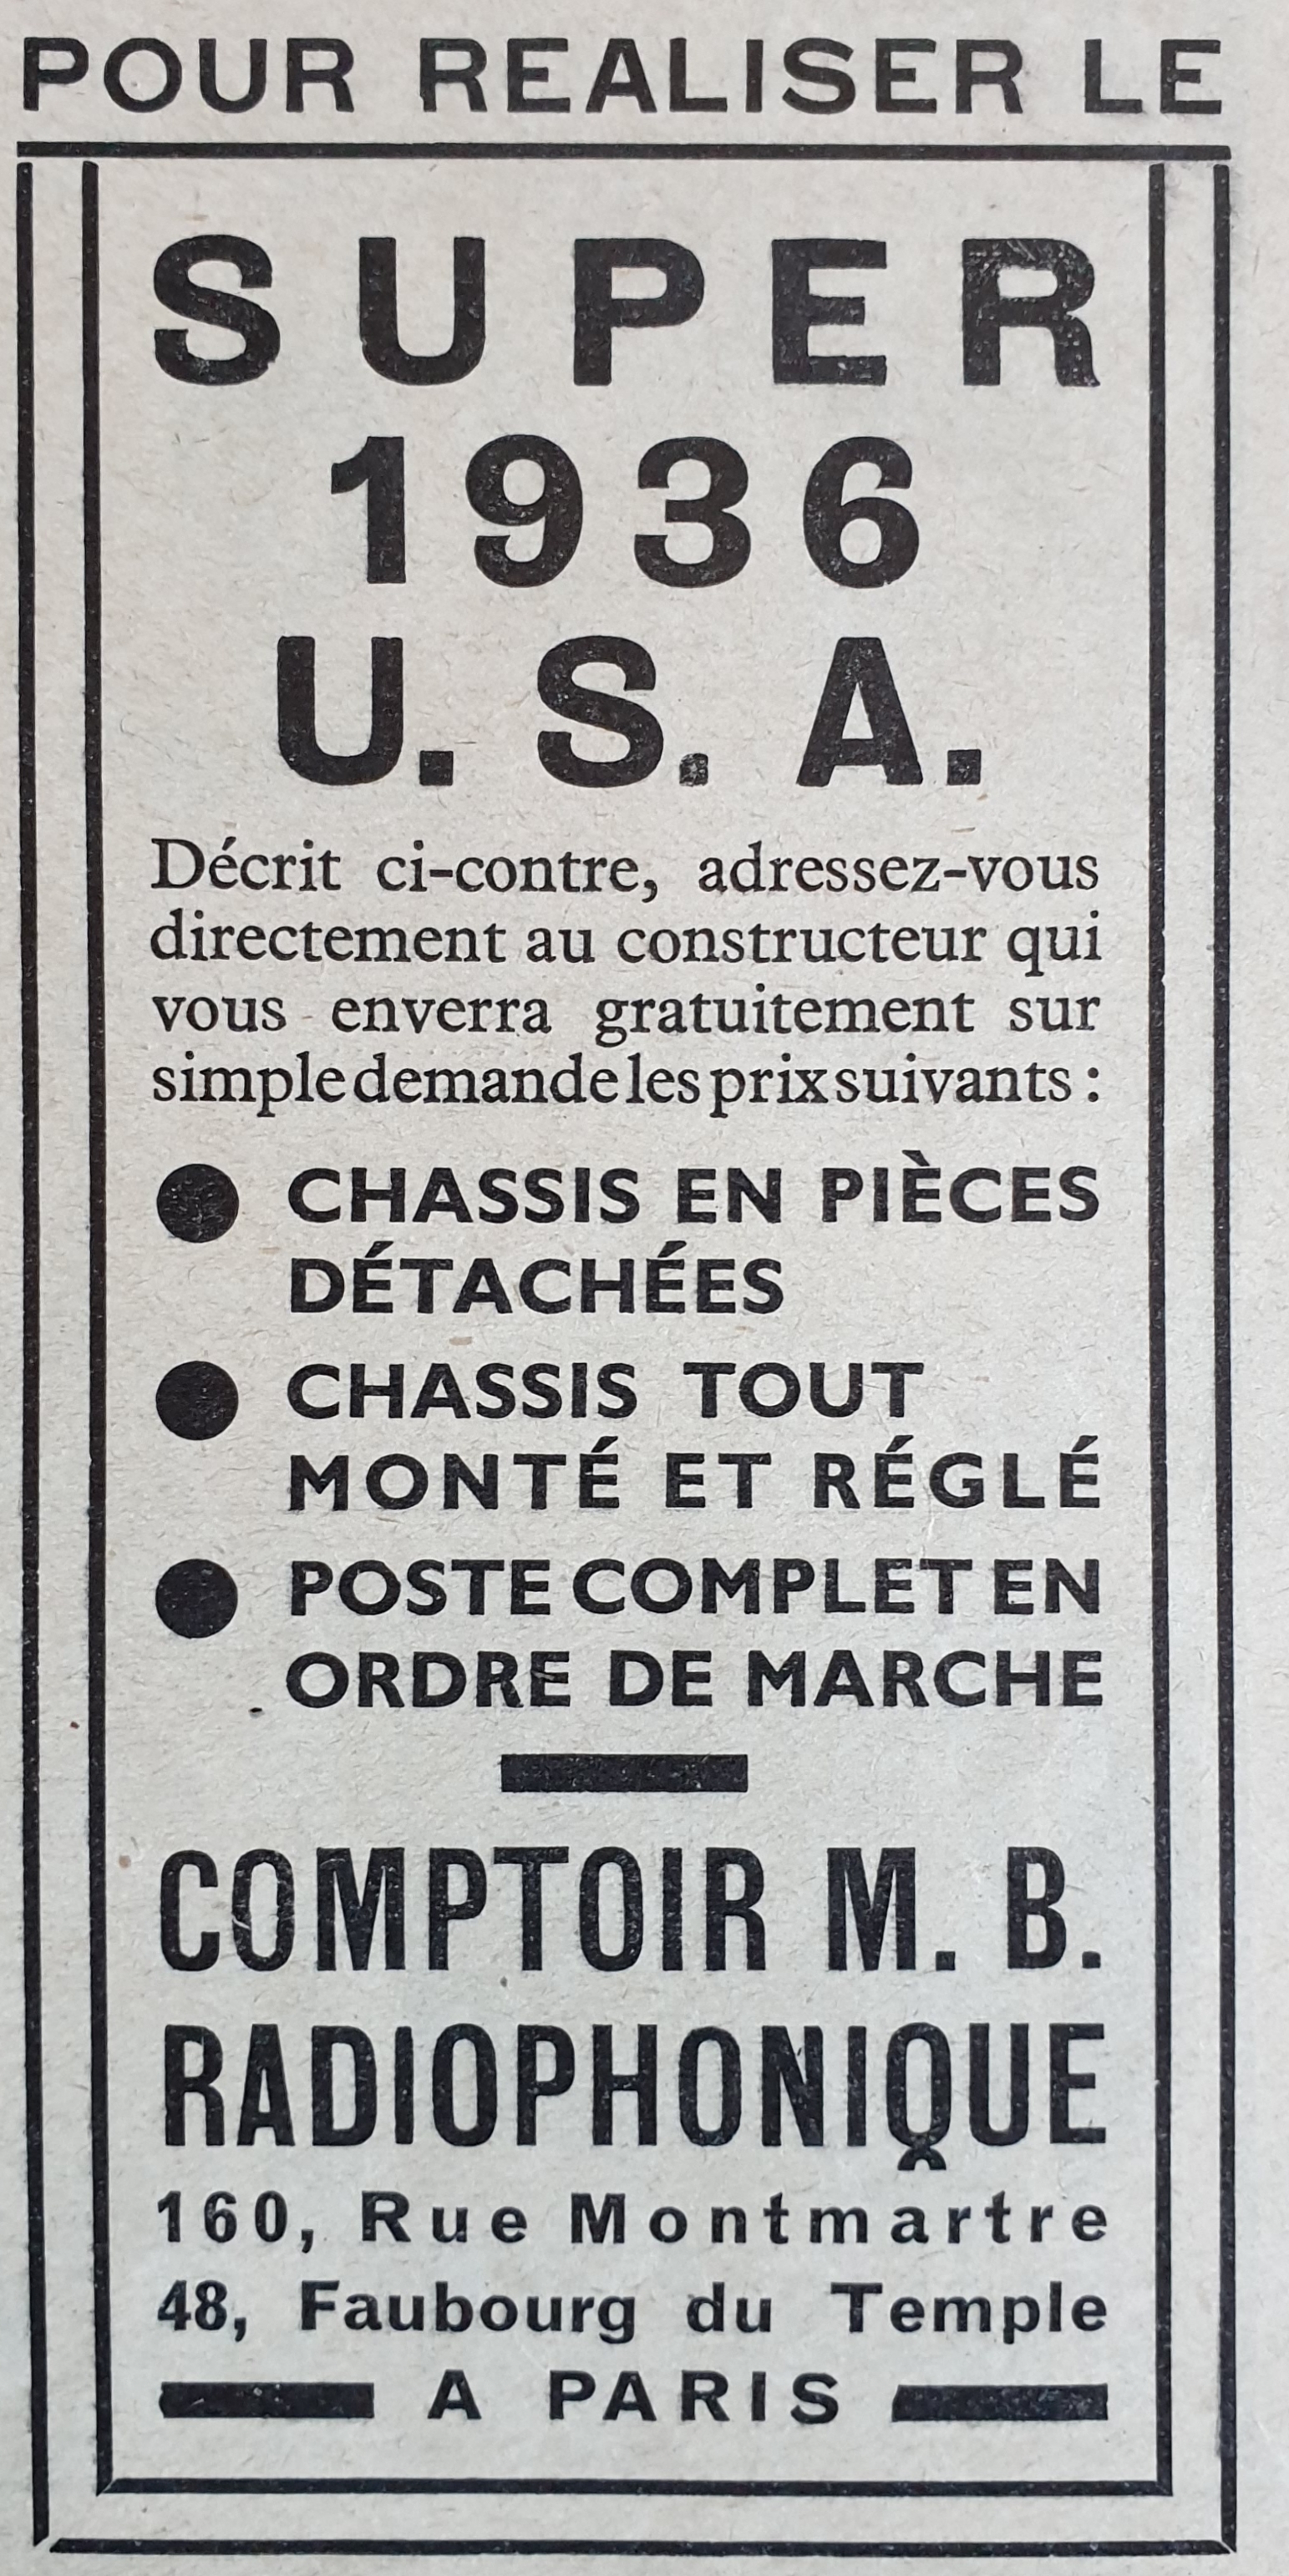 POUR REALISER LE
SUPER
1936
U. S. A.
Décrit ci-contre, adressez-vous
directement au constructeur qui
vous enverra gratuitement sur
simple demande les prix suivants :
● CHASSIS EN PIÈCES
DÉTACHÉES
● CHASSIS TOUT
MONTÉ ET RÉGLÉ
● POSTE COMPLET EN
ORDRE DE MARCHE
COMPTOIR M. B.
RADIOPHONIQUE
160, Rue Montmartre
48, Faubourg du Temple
A PARIS